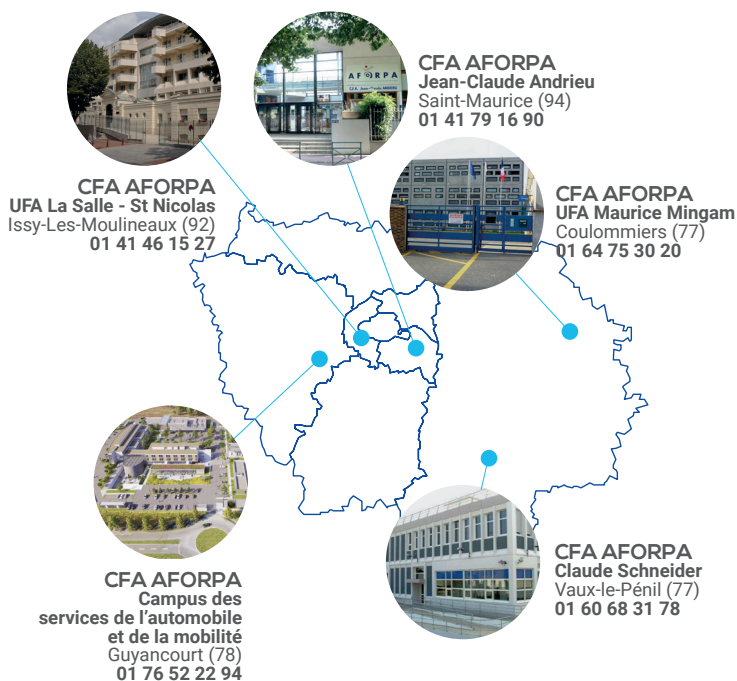 CFA AFORPA
UFA La Salle - St Nicolas
Issy-Les-Moulineaux (92)
01 41 46 15 27
AFORPA
CFA AFORPA
Jean-Claude Andrieu
Saint-Maurice (94)
01 41 79 16 90
CFA AFORPA
UFA Maurice Mingam
Coulommiers (77)
01 64 75 30 20
CFA AFORPA
Campus des
services de l’automobile
et de la mobilité
Guyancourt (78)
01 76 52 22 94
CFA AFORPA
Claude Schneider
Vaux-le-Pénil (77)
01 60 68 31 78